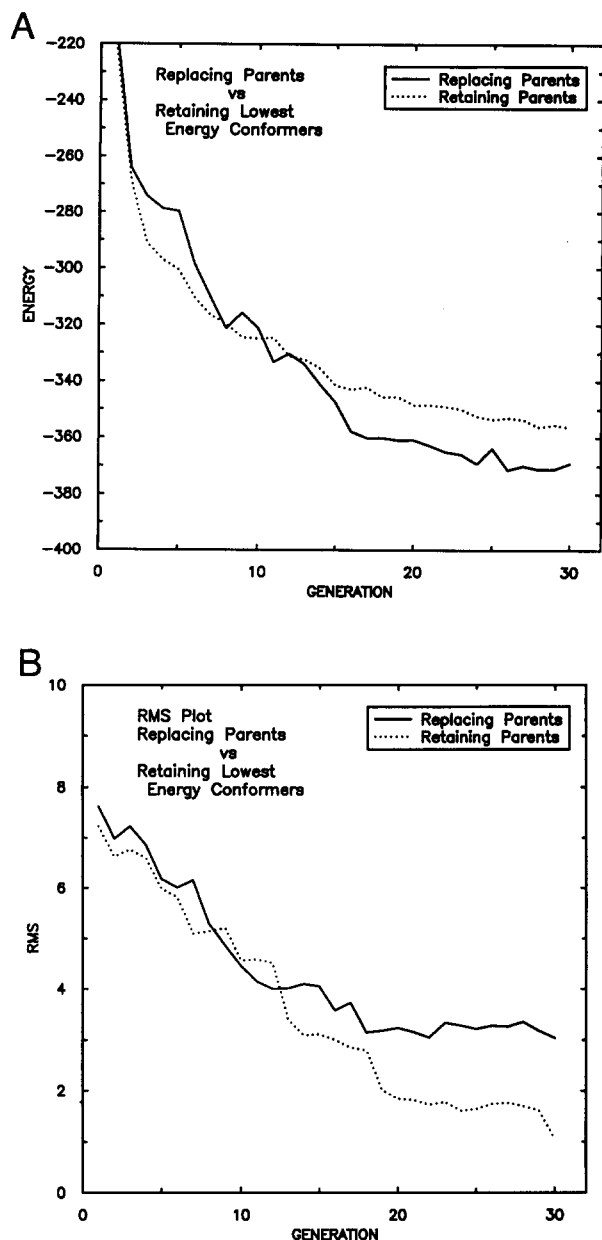 A
Replacing Parents
vs
Retaining Lowest
Energy Conformers
Replacing Parents
Retaining Parents
-220
-240
-260
-280
-300
-320
-340
-360
-380
-400
ENERGY
0
10
20
30
GENERATION
B
RMS Plot
Replacing Parents
vs
Retaining Lowest
Energy Conformers
Replacing Parents
Retaining Parents
10
8
6
4
2
0
RMS
0
10
20
30
GENERATION